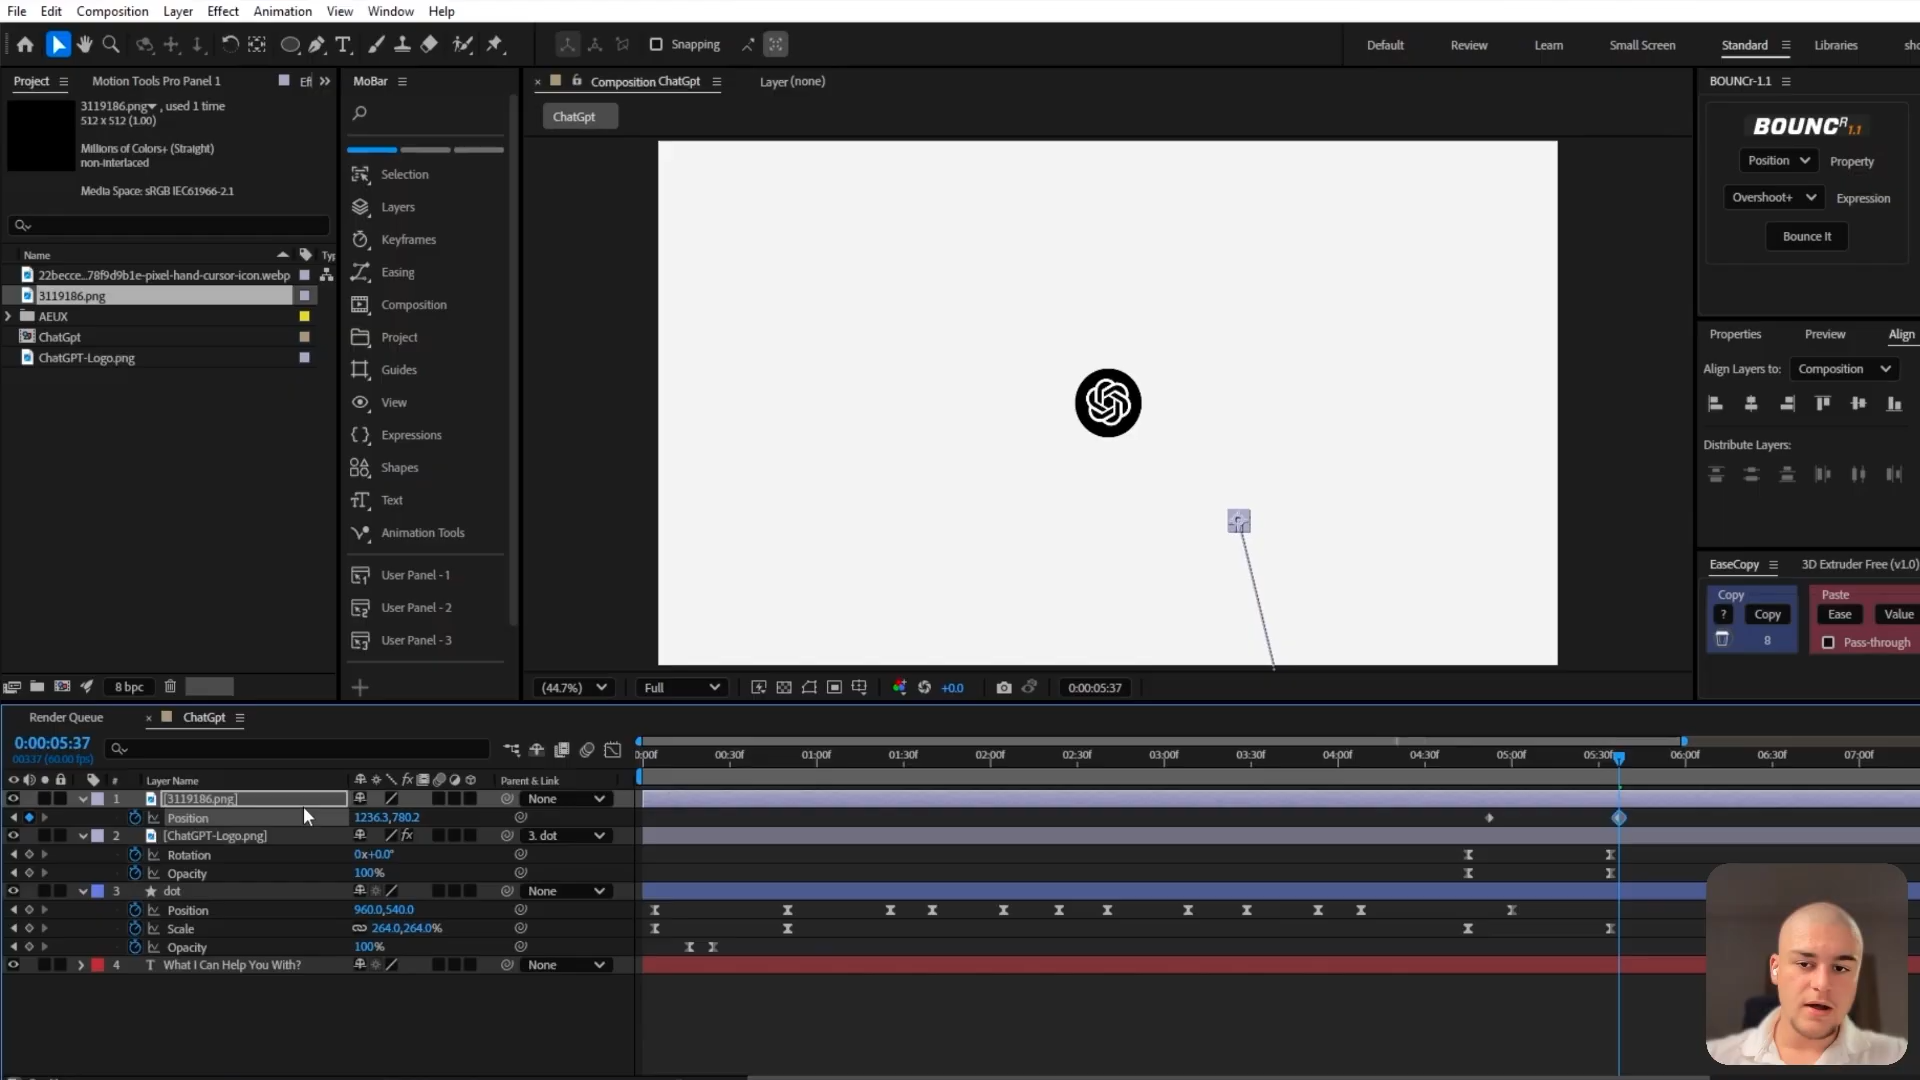 File Edit Composition Layer Effect Animation View Window Help
Snapping Default Review Learn Small Screen Standard Libraries
Project Motion Tools Pro Panel 1 MoBar Composition ChatGpt Layer (none) BOUNCr-1.1
3119186.png , used 1 time
512 x 512 (1.00)
Millions of Colors+ (Straight)
non-interlaced
Media Space: sRGB IEC61966-2.1
ChatGpt
BOUNCR 1.1
Position Property
Overshoot+ Expression
Bounce It
Name
22becce...78f9d9b1e-pixel-hand-cursor-icon.webp
3119186.png
AEUX
ChatGpt
ChatGPT-Logo.png
Selection
Layers
Keyframes
Easing
Composition
Project
Guides
View
Expressions
Shapes
Text
Animation Tools
User Panel - 1
User Panel - 2
User Panel - 3
Properties Preview Align
Align Layers to: Composition
Distribute Layers:
EaseCopy 3D Extruder Free (v1.0)
Copy Paste
? Copy Ease Value
8 Pass-through
8 bpc (44.7%) Full +0.0 0:00:05:37
Render Queue ChatGpt
0:00:05:37
00337 (60.00 fps)
:00f 00:30f 01:00f 01:30f 02:00f 02:30f 03:00f 03:30f 04:00f 04:30f 05:00f 05:30f 06:00f 06:30f 07:00f
# Layer Name Parent & Link
1 [3119186.png] None
Position 1236.3,780.2
2 [ChatGPT-Logo.png] fx 3. dot
Rotation 0x+0.0°
Opacity 100%
3 dot None
Position 960.0,540.0
Scale 264.0,264.0%
Opacity 100%
4 T What I Can Help You With? None